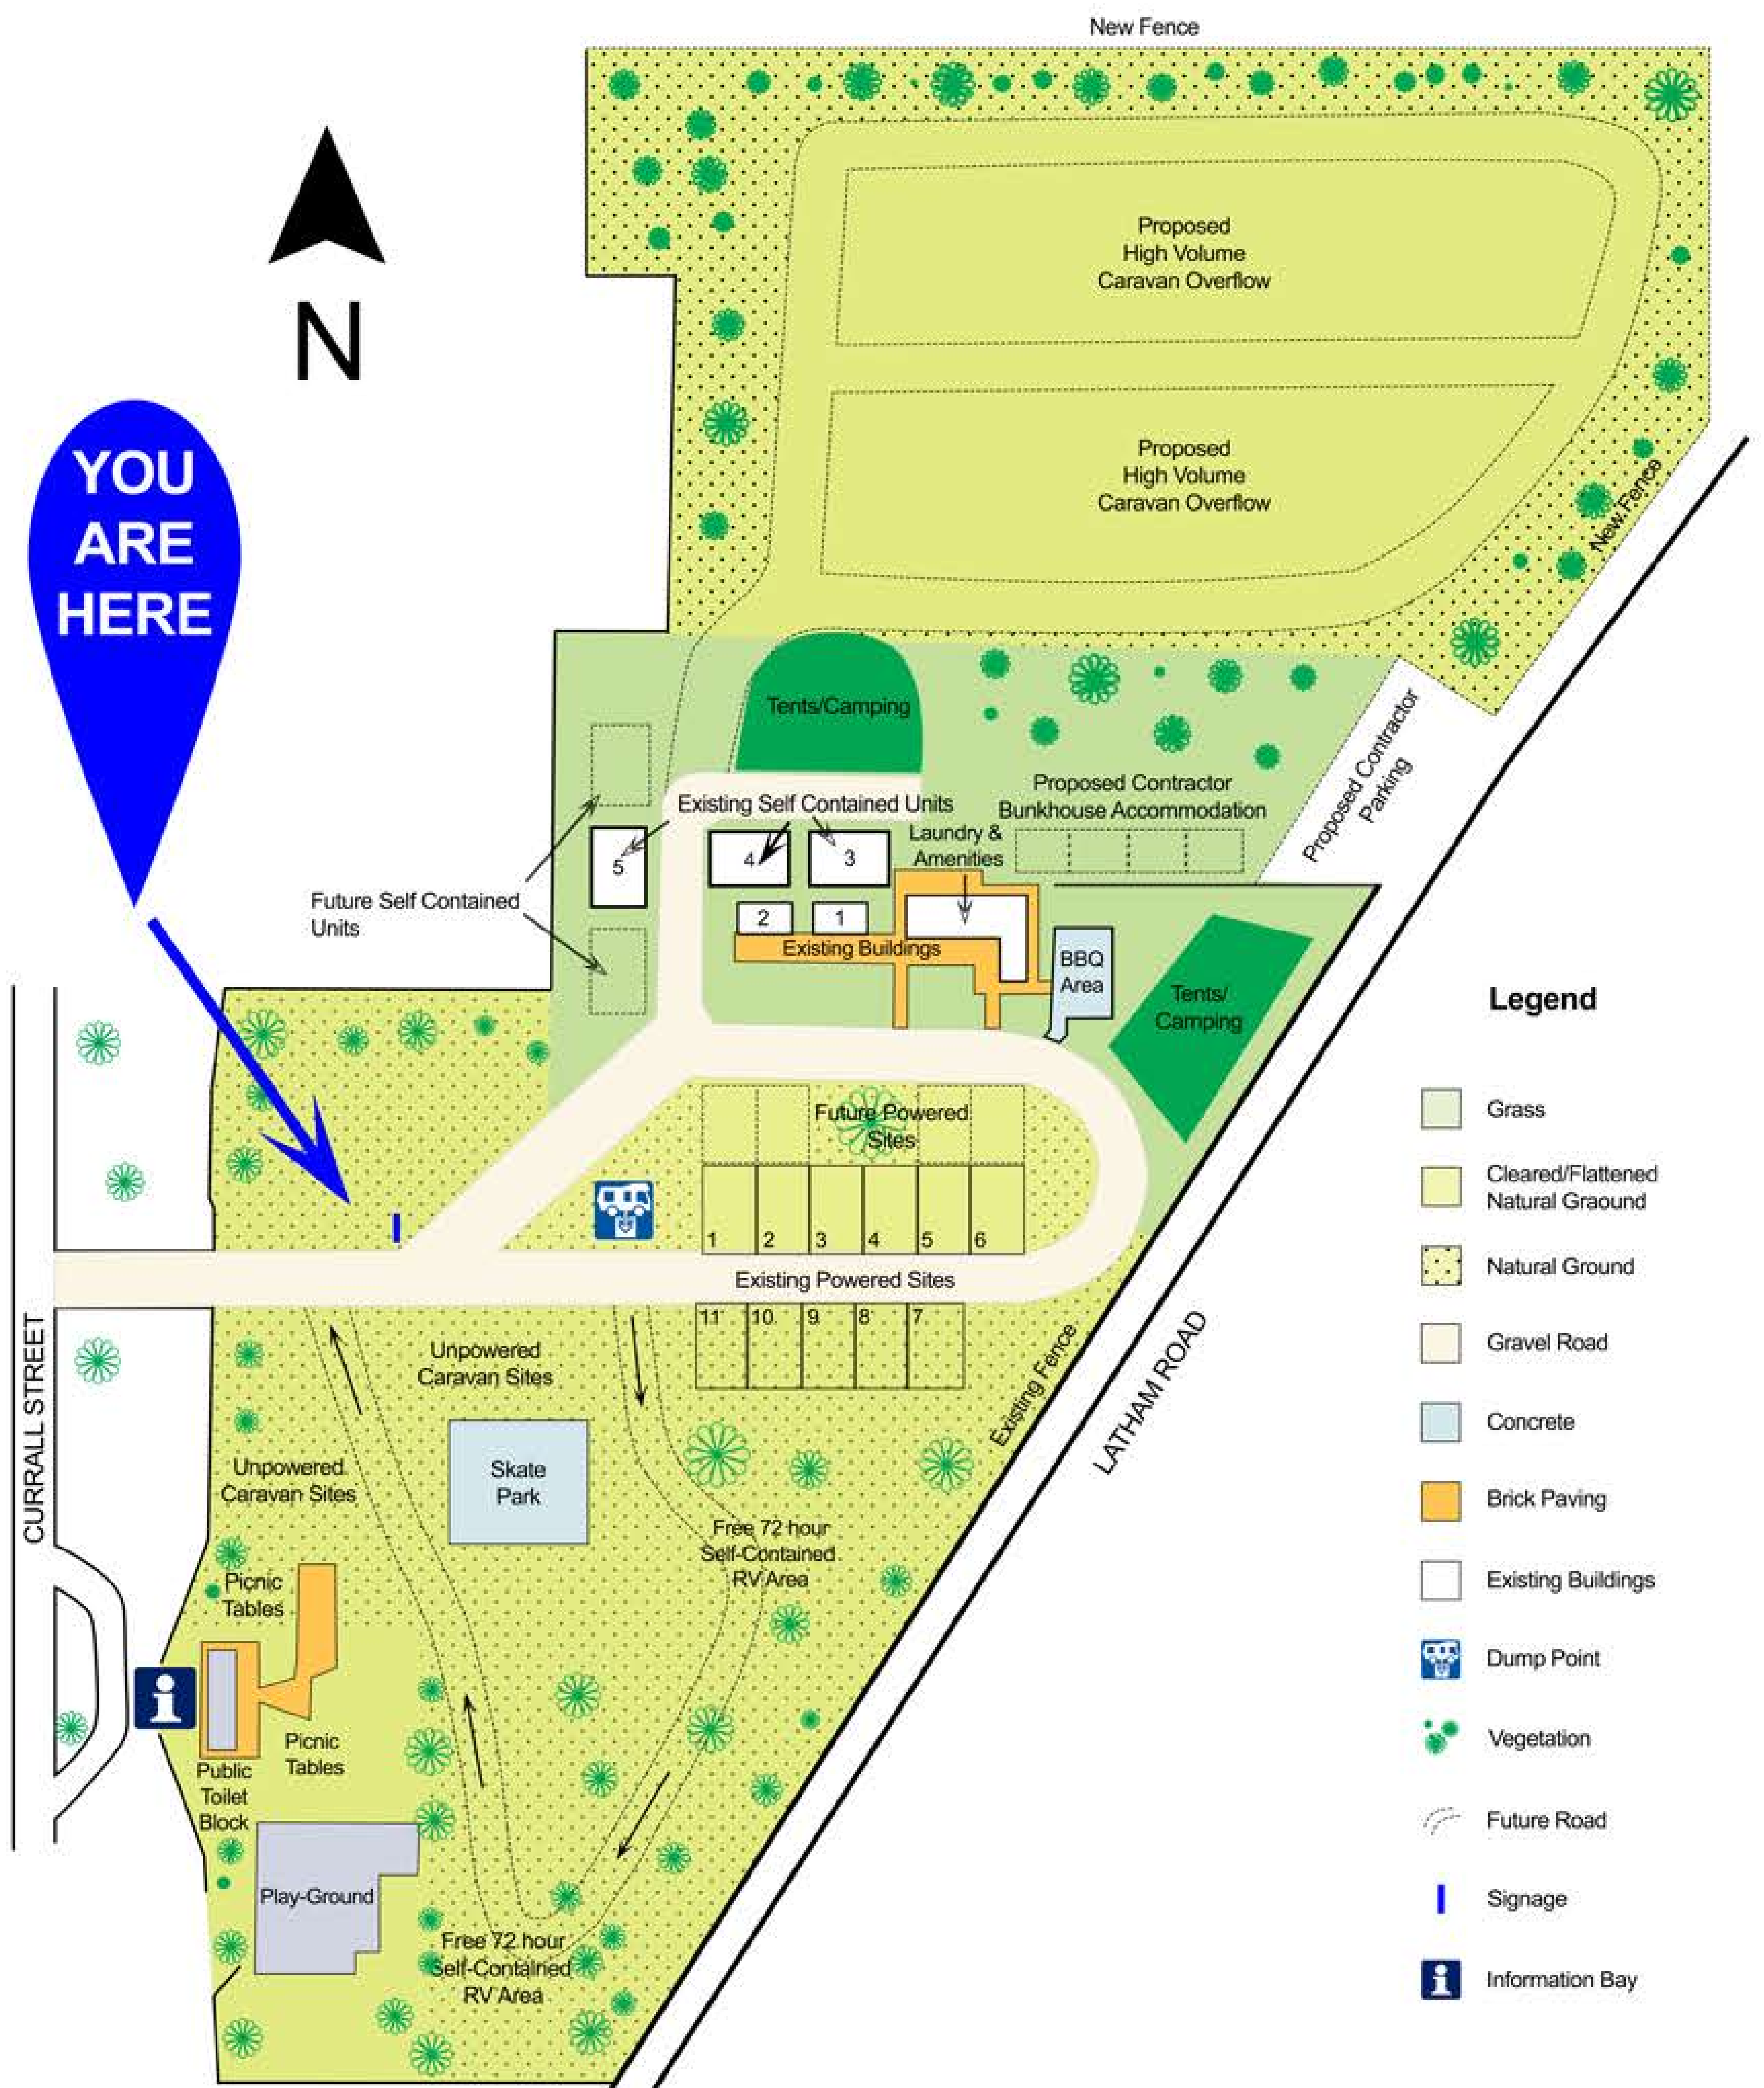 New Fence
Proposed
High Volume
Caravan Overflow
N
YOU
ARE
HERE
Proposed
High Volume
Caravan Overflow
New Fence
Tents/Camping
Proposed Contractor
Parking
Proposed Contractor
Bunkhouse Accommodation
Existing Self Contained Units
Laundry &
Amenities
5
4
3
Future Self Contained
Units
2
1
Existing Buildings
BBQ
Area
Tents/
Camping
Future Powered
Sites
1
2
3
4
5
6
Existing Powered Sites
11
10
9
8
7
Unpowered
Caravan Sites
Existing Fence
LATHAM ROAD
CURRALL STREET
Unpowered
Caravan Sites
Skate
Park
Free 72 hour
Self-Contained
RV Area
Picnic
Tables
i
Picnic
Tables
Public
Toilet
Block
Play-Ground
Free 72 hour
Self-Contained
RV Area
Legend
Grass
Cleared/Flattened
Natural Graound
Natural Ground
Gravel Road
Concrete
Brick Paving
Existing Buildings
Dump Point
Vegetation
Future Road
Signage
i
Information Bay